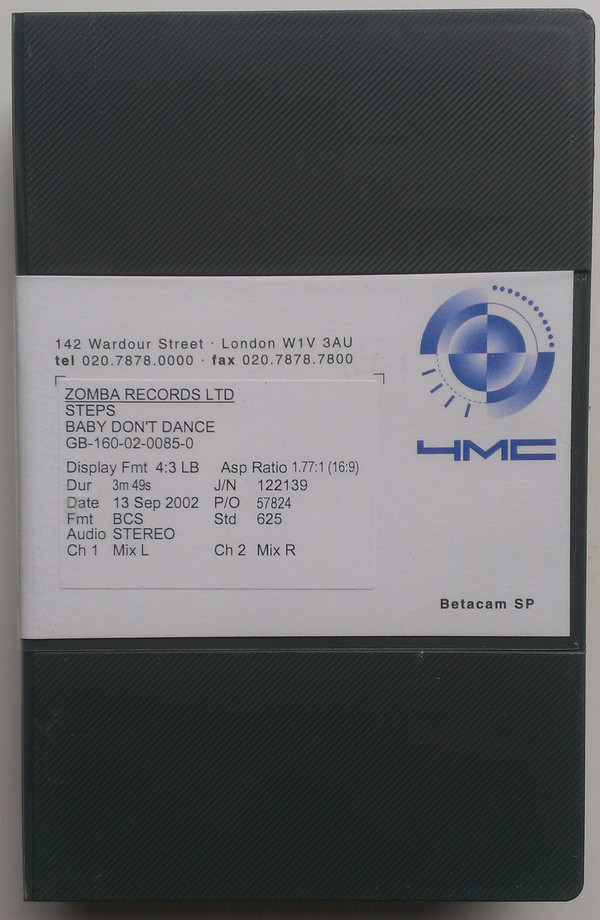 142 Wardour Street · London W1V 3AU
tel 020.7878.0000 · fax 020.7878.7800
ZOMBA RECORDS LTD
STEPS
BABY DON'T DANCE
GB-160-02-0085-0
Display Fmt 4:3 LB Asp Ratio 1.77:1 (16:9)
Dur 3m 49s J/N 122139
Date 13 Sep 2002 P/O 57824
Fmt BCS Std 625
Audio STEREO
Ch 1 Mix L Ch 2 Mix R
4MC
Betacam SP